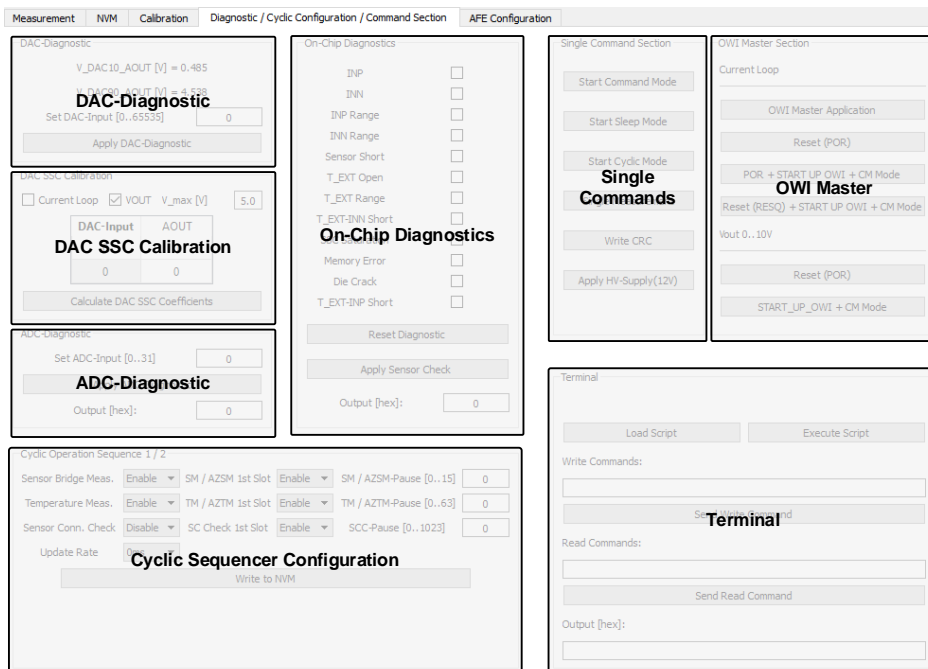 Measurement
NVM
Calibration
Diagnostic / Cyclic Configuration / Command Section
AFE Configuration
DAC-Diagnostic
V_DAC10_AOUT [V] = 0.485
V_DAC90_AOUT [V] = 4.538
DAC-Diagnostic
Set DAC-Input [0..65535]
0
Apply DAC-Diagnostic
DAC SSC Calibration
Current Loop
VOUT
V_max [V]
5.0
DAC-Input
AOUT
DAC SSC Calibration
0
0
Calculate DAC SSC Coefficients
ADC-Diagnostic
Set ADC-Input [0..31]
0
ADC-Diagnostic
Output [hex]:
0
On-Chip Diagnostics
INP
INN
INP Range
INN Range
Sensor Short
T_EXT Open
T_EXT Range
T_EXT-INN Short
On-Chip Diagnostics
Memory Error
Die Crack
T_EXT-INP Short
Reset Diagnostic
Apply Sensor Check
Output [hex]:
0
Single Command Section
Start Command Mode
Start Sleep Mode
Start Cyclic Mode
Single
Commands
Write CRC
Apply HV-Supply(12V)
OWI Master Section
Current Loop
OWI Master Application
Reset (POR)
POR + START UP OWI + CM Mode
OWI Master
Reset (RESQ) + START UP OWI + CM Mode
Vout 0..10V
Reset (POR)
START_UP_OWI + CM Mode
Cyclic Operation Sequence 1 / 2
Sensor Bridge Meas. Enable SM / AZSM 1st Slot Enable SM / AZSM-Pause [0..15] 0
Temperature Meas. Enable TM / AZTM 1st Slot Enable TM / AZTM-Pause [0..63] 0
Sensor Conn. Check Disable SC Check 1st Slot Enable SCC-Pause [0..1023] 0
Update Rate 0ms
Cyclic Sequencer Configuration
Write to NVM
Terminal
Load Script
Execute Script
Write Commands:
Send Write Command
Terminal
Read Commands:
Send Read Command
Output [hex]: